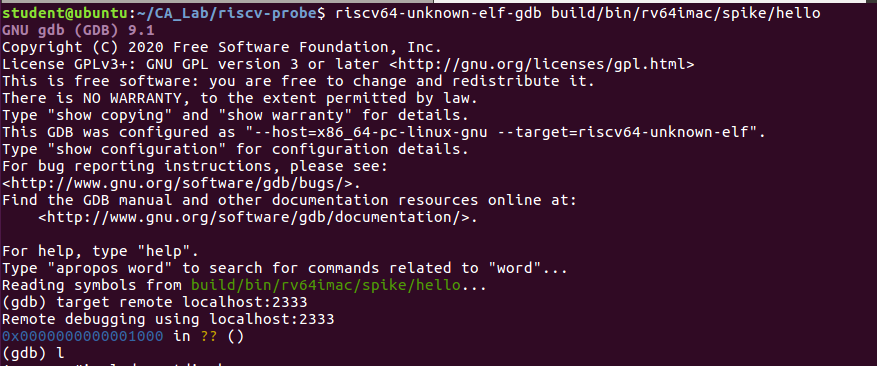 student@ubuntu:~/CA_Lab/riscv-probe$ riscv64-unknown-elf-gdb build/bin/rv64imac/spike/hello
GNU gdb (GDB) 9.1
Copyright (C) 2020 Free Software Foundation, Inc.
License GPLv3+: GNU GPL version 3 or later <http://gnu.org/licenses/gpl.html>
This is free software: you are free to change and redistribute it.
There is NO WARRANTY, to the extent permitted by law.
Type "show copying" and "show warranty" for details.
This GDB was configured as "--host=x86_64-pc-linux-gnu --target=riscv64-unknown-elf".
Type "show configuration" for configuration details.
For bug reporting instructions, please see:
<http://www.gnu.org/software/gdb/bugs/>.
Find the GDB manual and other documentation resources online at:
    <http://www.gnu.org/software/gdb/documentation/>.

For help, type "help".
Type "apropos word" to search for commands related to "word"...
Reading symbols from build/bin/rv64imac/spike/hello...
(gdb) target remote localhost:2333
Remote debugging using localhost:2333
0x0000000000001000 in ?? ()
(gdb) l